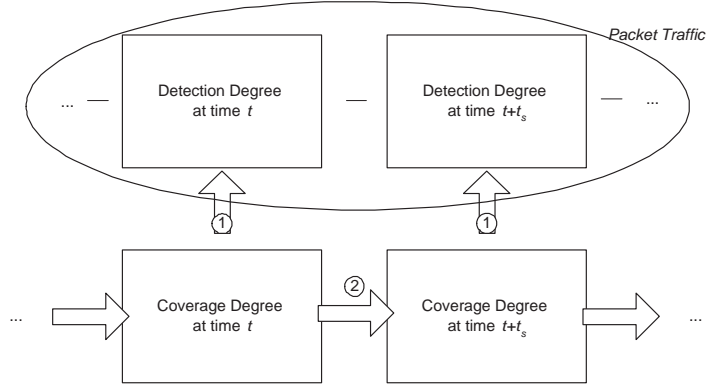 Packet Traffic
... Detection Degree at time t Detection Degree at time t+ts ...
1 1
2
... Coverage Degree at time t Coverage Degree at time t+ts ...